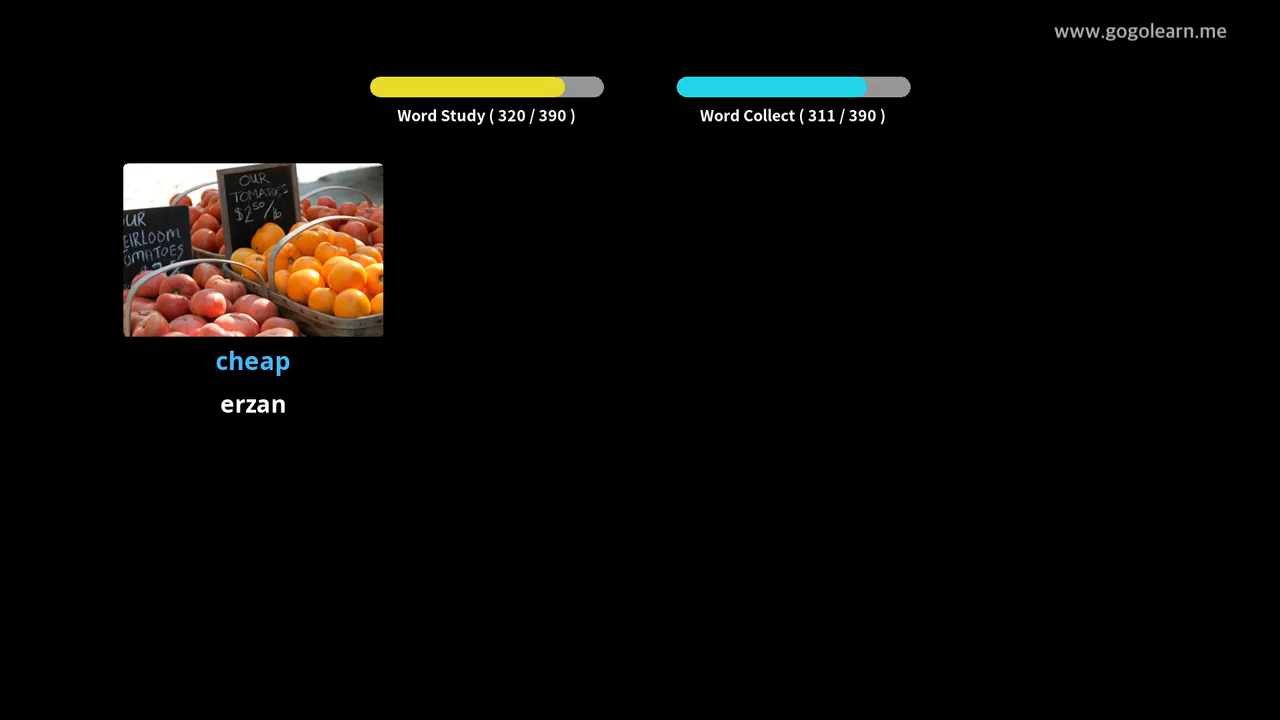 www.gogolearn.me
Word Study ( 320 / 390 )
Word Collect ( 311 / 390 )
OUR
TOMATOES
$2.50/lb
UR
EIRLOOM
OMATOES
cheap
erzan